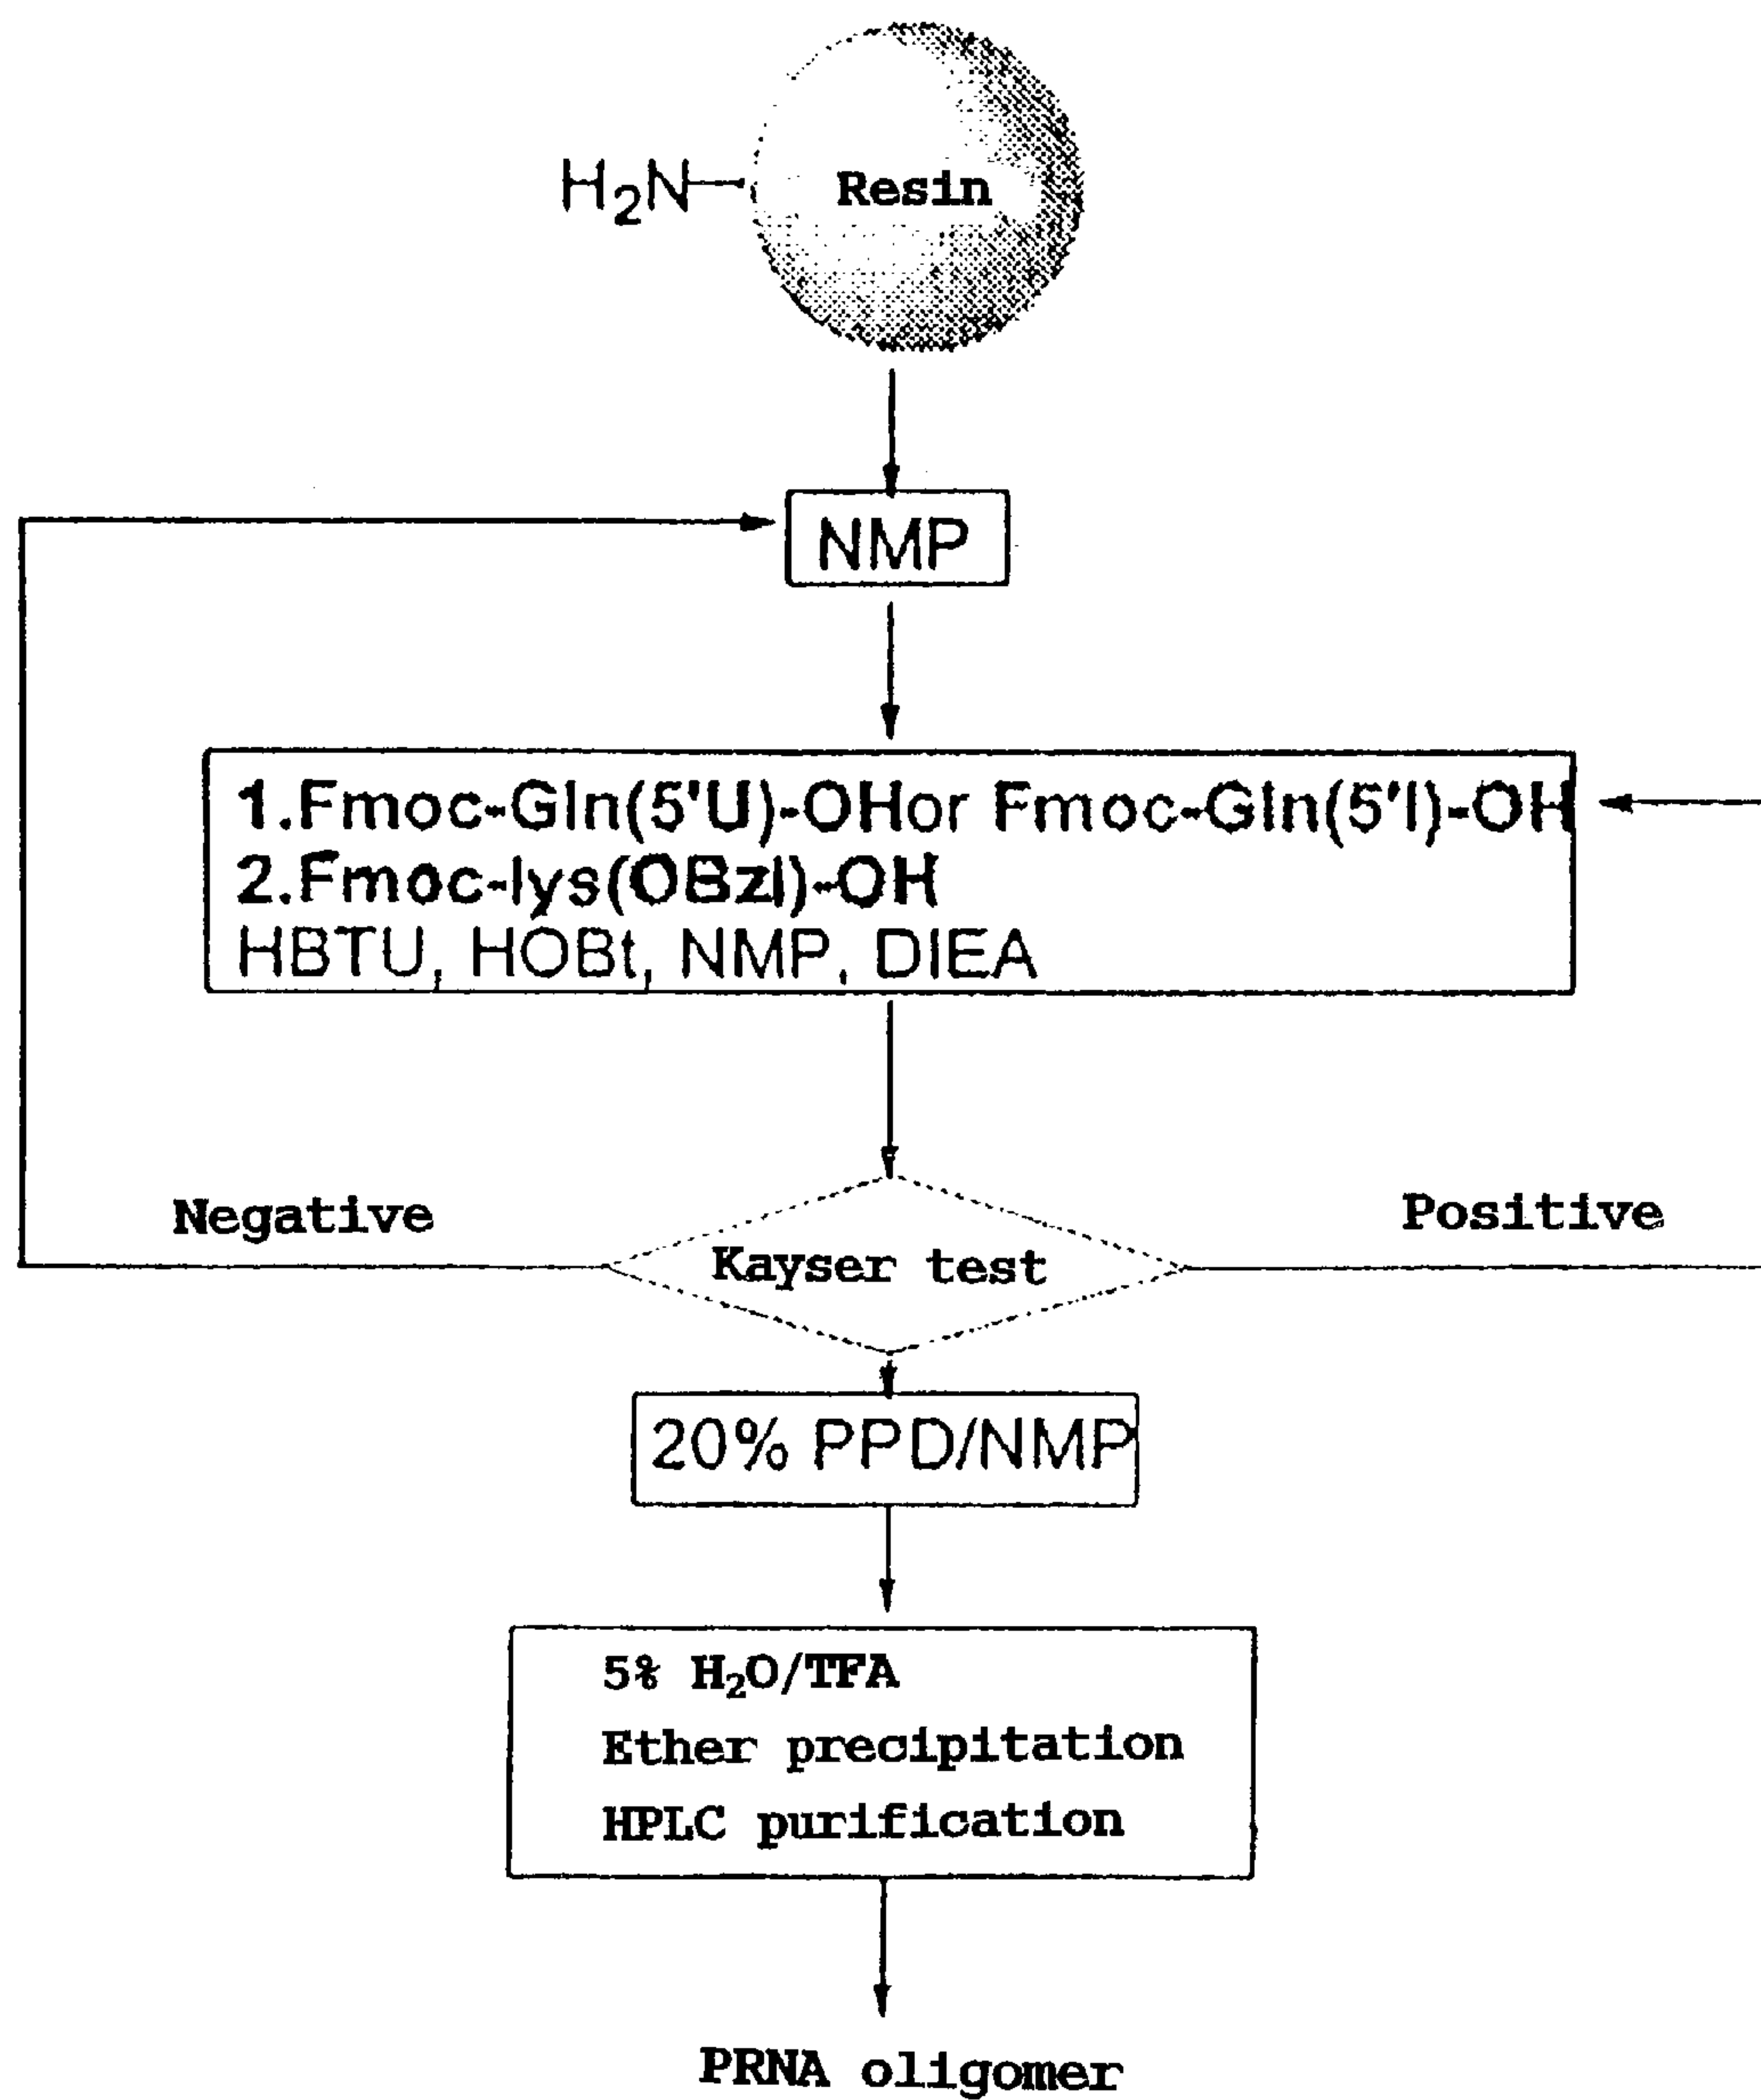 H₂N
Resin
NMP
1.Fmoc-Gln(5'U)-OHor Fmoc-Gln(5'I)-OH
2.Fmoc-lys(OBzl)-OH
HBTU, HOBt, NMP, DIEA
Negative
Positive
Kayser test
20% PPD/NMP
5% H₂O/TFA
Ether precipitation
HPLC purification
PRNA oligomer